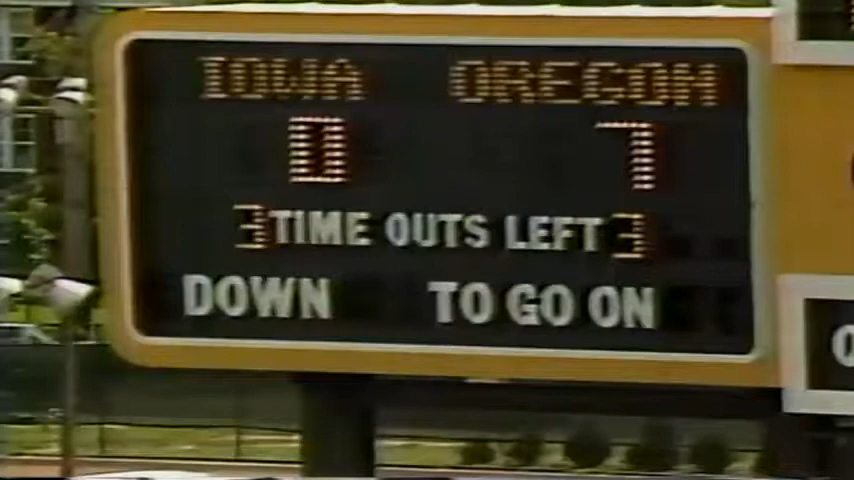 IOWA OREGON
0 7
3 TIME OUTS LEFT 3
DOWN TO GO ON